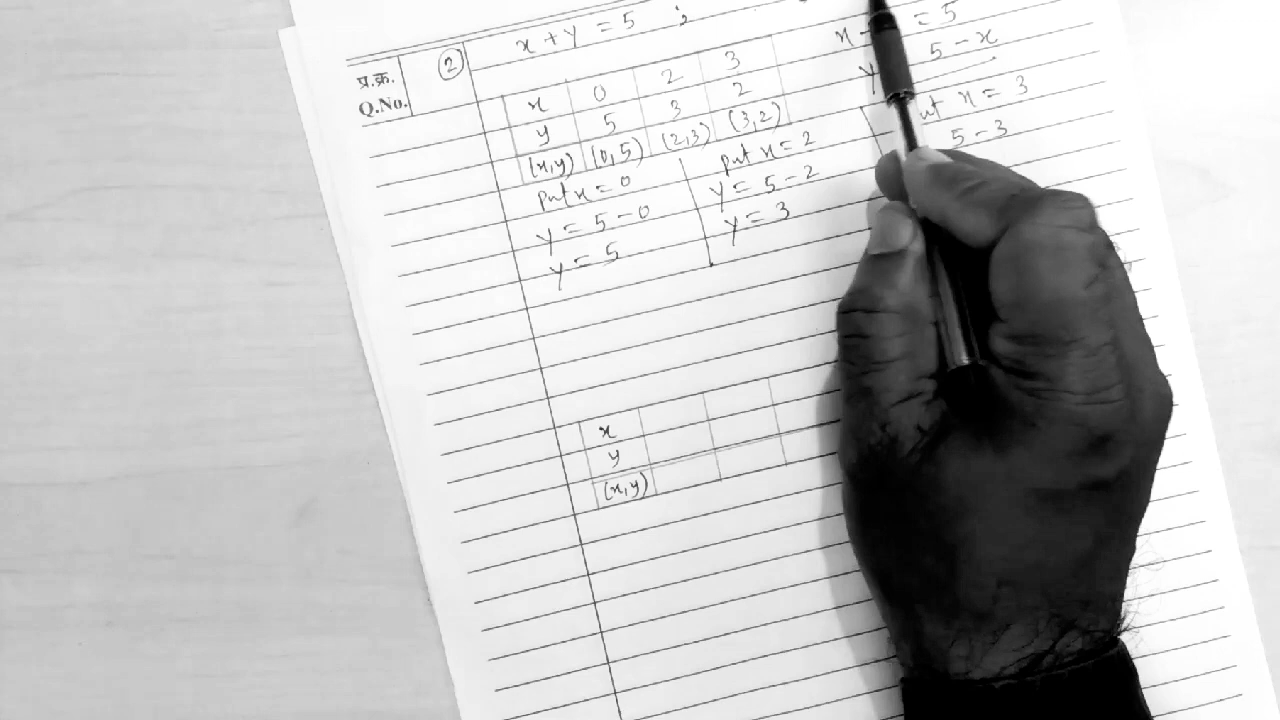 प्र.क्र.
Q.No.
2
x + y = 5 ;
x 0 2 3
y 5 3 2
(x,y) (0,5) (2,3) (3,2)
put x = 0
y = 5 - 0
y = 5
put x = 2
y = 5 - 2
y = 3
x = 5
y 5 - x
x = 3
5 - 3
x
y
(x,y)